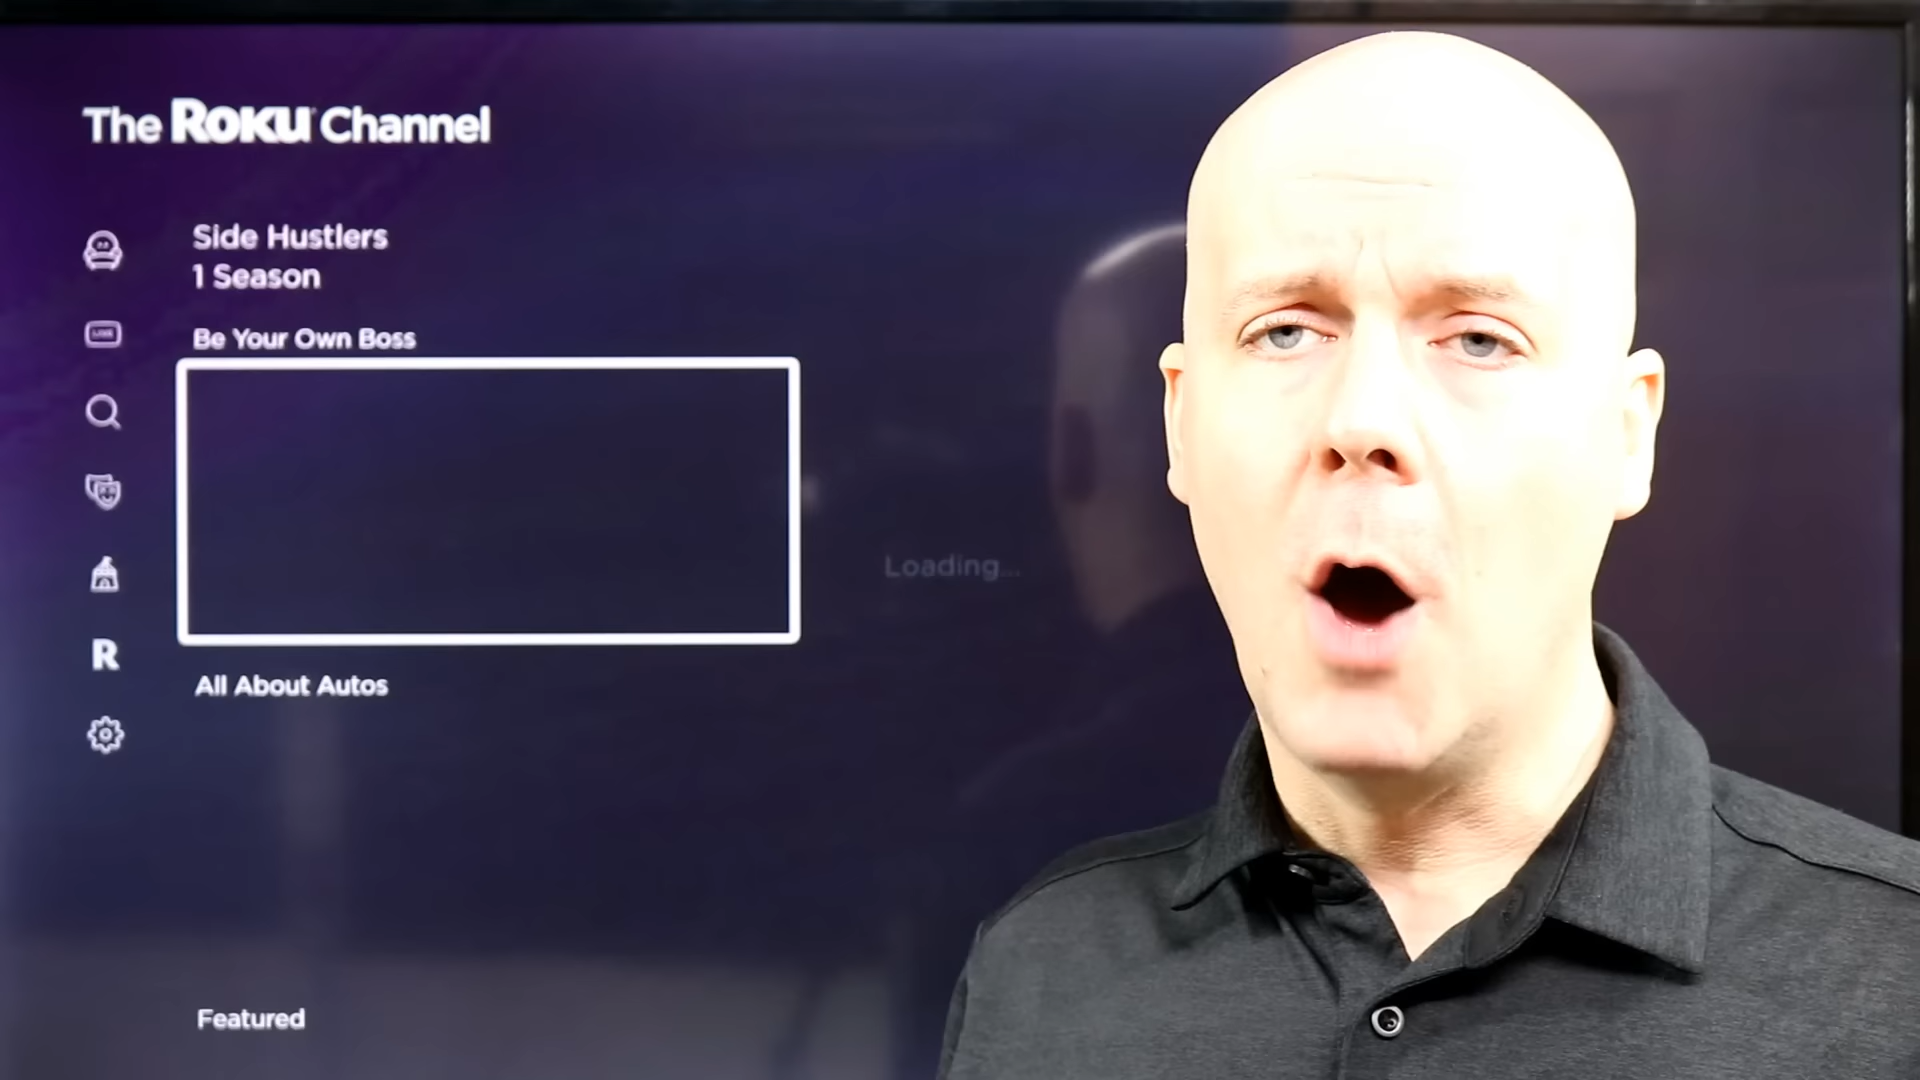 The Roku Channel
Side Hustlers
1 Season
Be Your Own Boss
Loading...
All About Autos
R
Featured